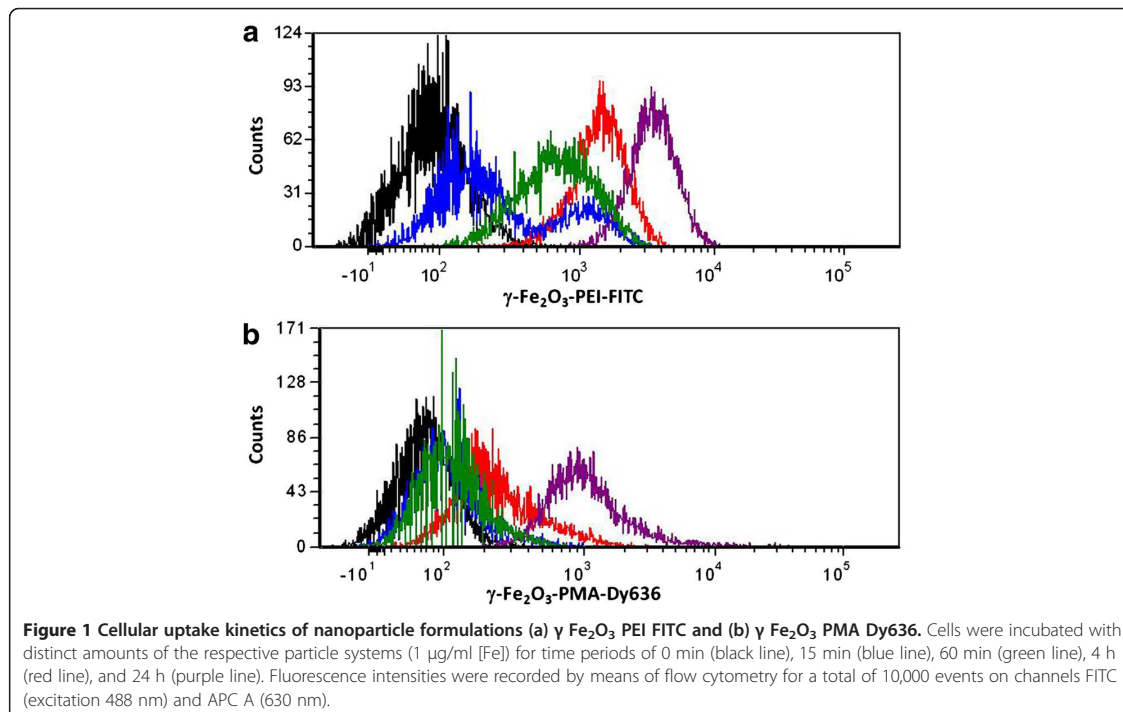 a
124
93
62
31
0
Counts
-10¹ 10² 10³ 10⁴ 10⁵
γ-Fe₂O₃-PEI-FITC
b
171
128
86
43
0
Counts
-10¹ 10² 10³ 10⁴ 10⁵
γ-Fe₂O₃-PMA-Dy636
Figure 1 Cellular uptake kinetics of nanoparticle formulations (a) γ Fe₂O₃ PEI FITC and (b) γ Fe₂O₃ PMA Dy636. Cells were incubated with
distinct amounts of the respective particle systems (1 μg/ml [Fe]) for time periods of 0 min (black line), 15 min (blue line), 60 min (green line), 4 h
(red line), and 24 h (purple line). Fluorescence intensities were recorded by means of flow cytometry for a total of 10,000 events on channels FITC
(excitation 488 nm) and APC A (630 nm).